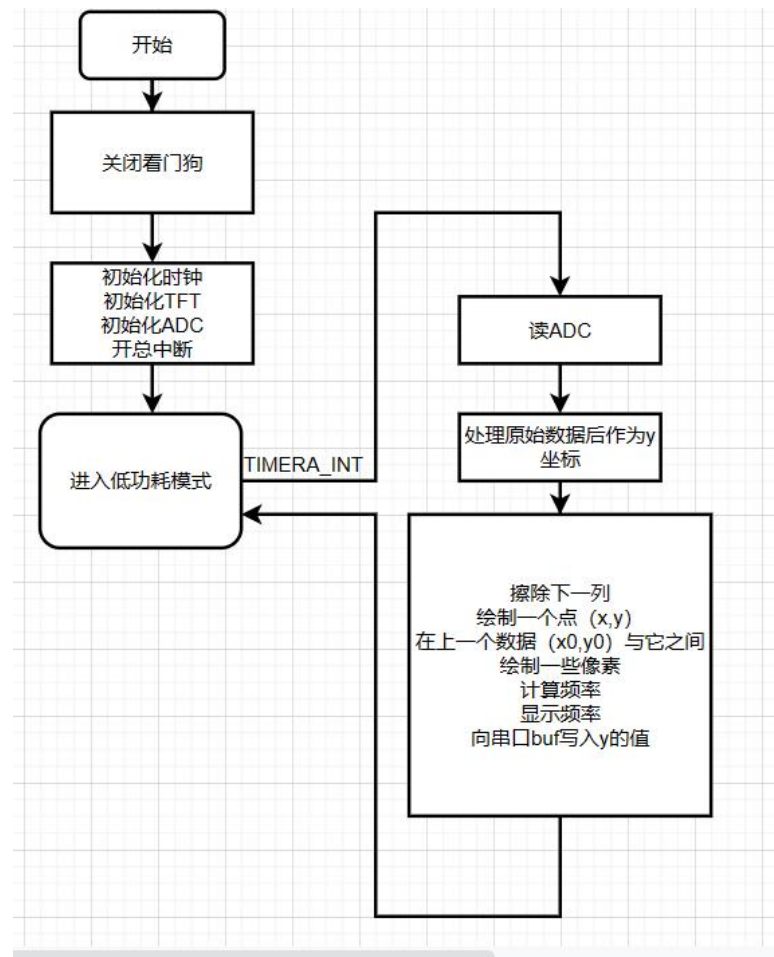 开始
关闭看门狗
初始化时钟
初始化TFT
初始化ADC
开总中断
进入低功耗模式
TIMERA_INT
读ADC
处理原始数据后作为y
坐标
擦除下一列
绘制一个点（x,y）
在上一个数据（x0,y0）与它之间
绘制一些像素
计算频率
显示频率
向串口buf写入y的值